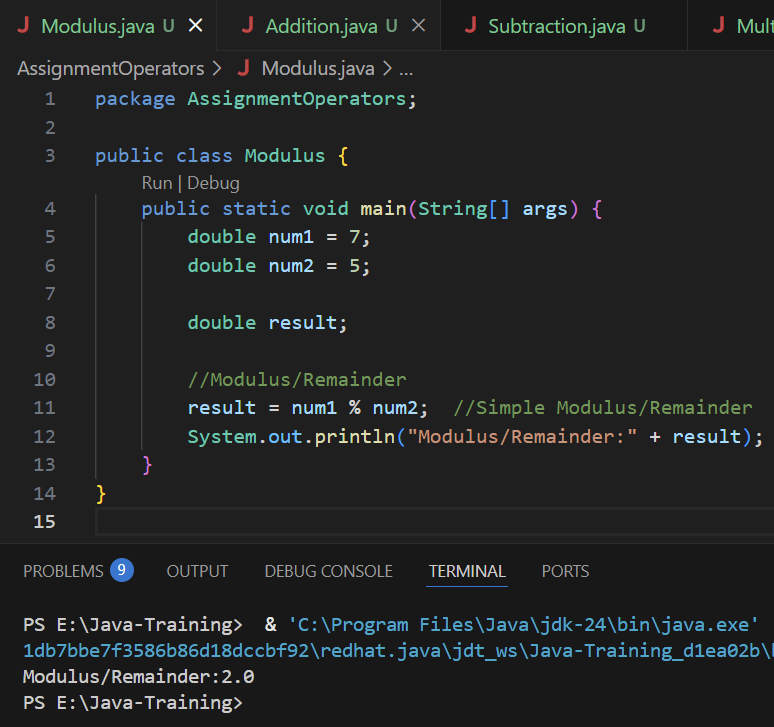 J Modulus.java U × J Addition.java U × J Subtraction.java U J
AssignmentOperators > J Modulus.java > ...
1 package AssignmentOperators;
2
3 public class Modulus {
Run | Debug
4 public static void main(String[] args) {
5 double num1 = 7;
6 double num2 = 5;
7
8 double result;
9
10 //Modulus/Remainder
11 result = num1 % num2; //Simple Modulus/Remainder
12 System.out.println("Modulus/Remainder:" + result);
13 }
14 }
15
PROBLEMS 9 OUTPUT DEBUG CONSOLE TERMINAL PORTS
PS E:\Java-Training> & 'C:\Program Files\Java\jdk-24\bin\java.exe'
1db7bbe7f3586b86d18dccbf92\redhat.java\jdt_ws\Java-Training_d1ea02b\
Modulus/Remainder:2.0
PS E:\Java-Training>